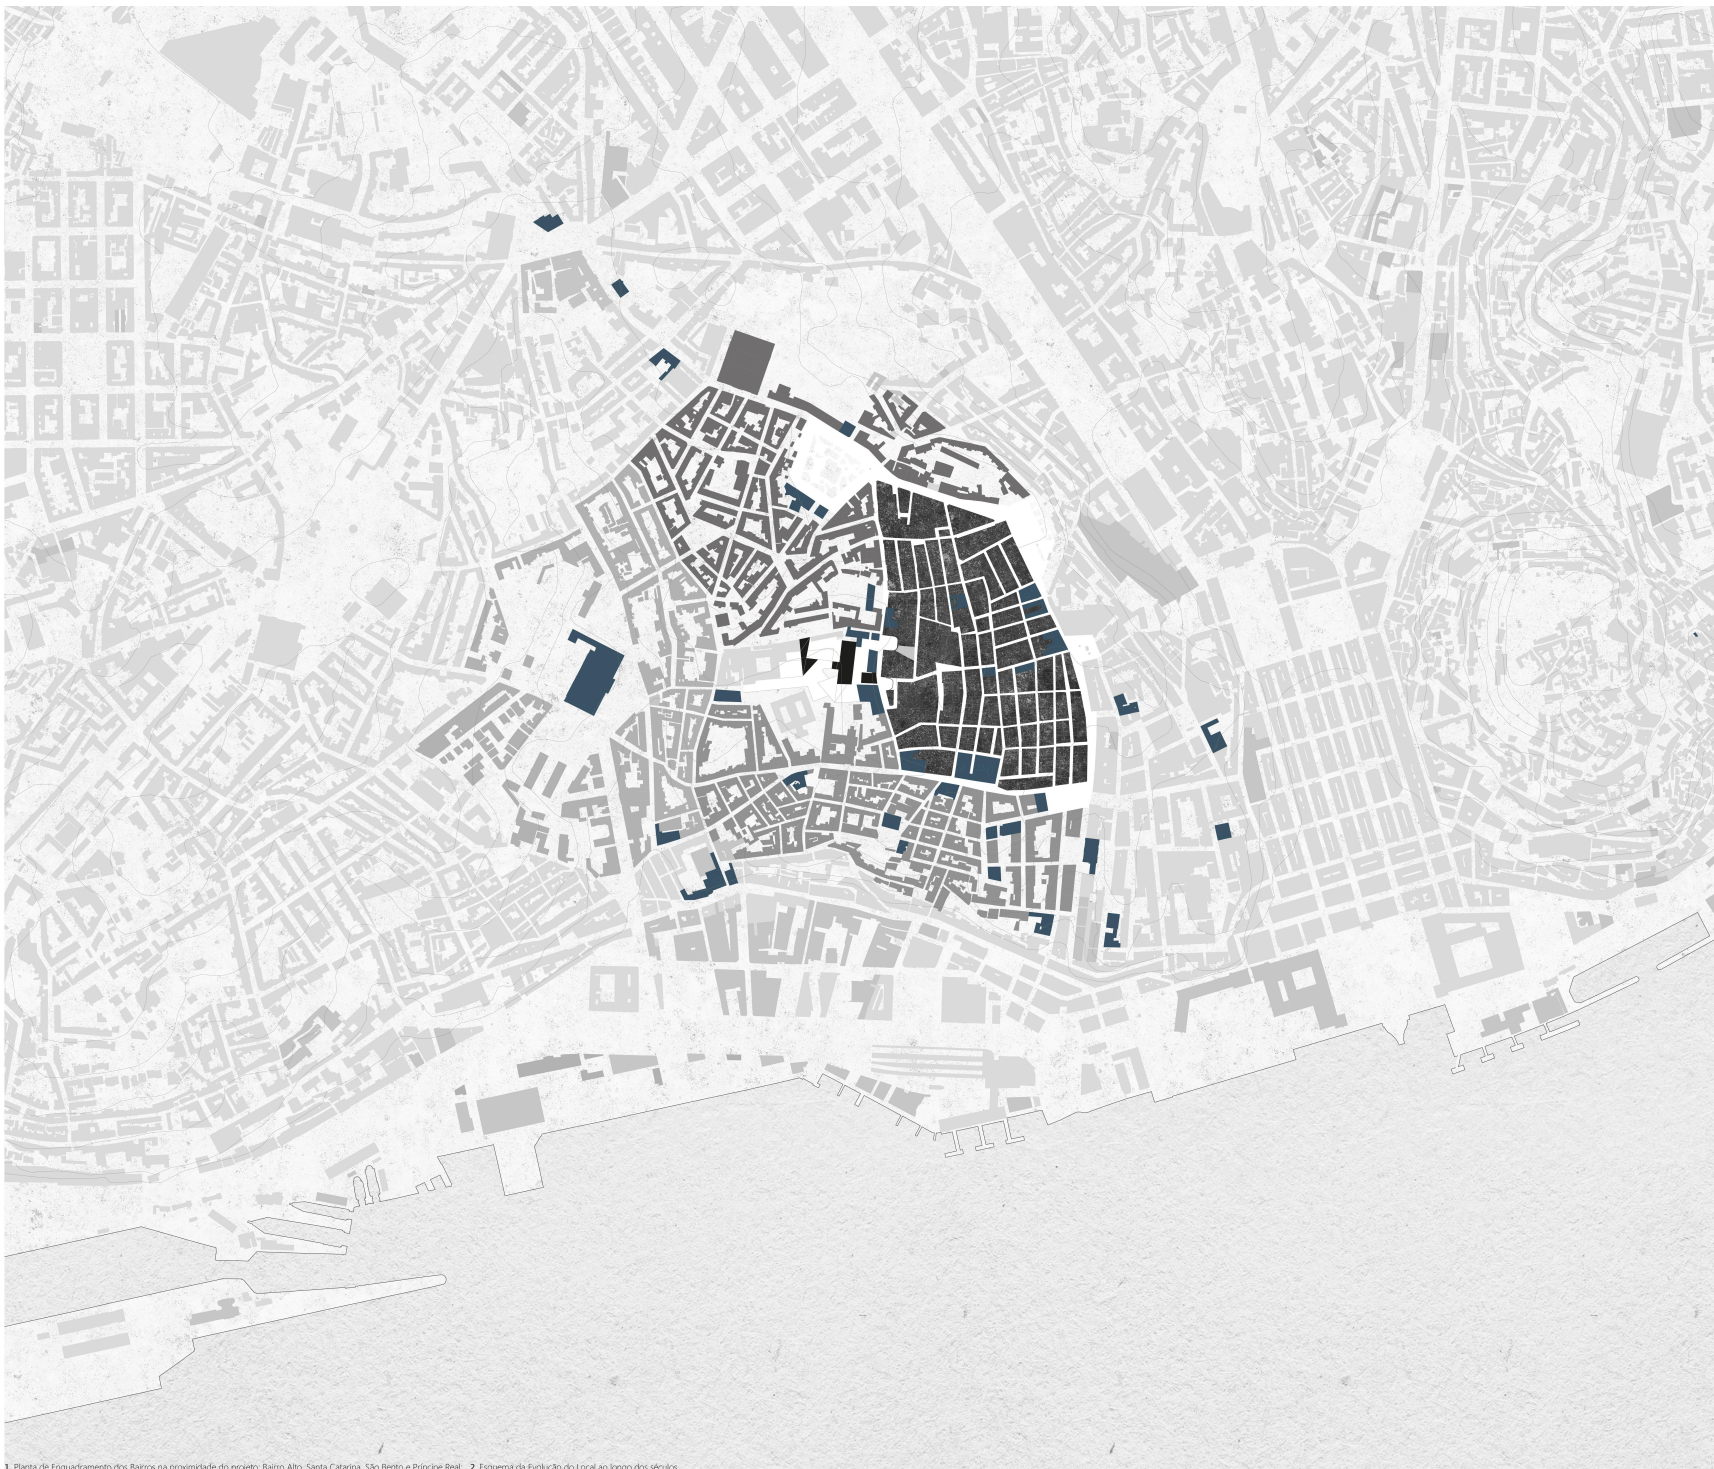 1 Planta de Enquadramento dos Bairros na proximidade do projeto: Bairro Alto, Santa Catarina, São Bento e Príncipe Real; 2 Esquema da Evolução do Local ao longo dos séculos